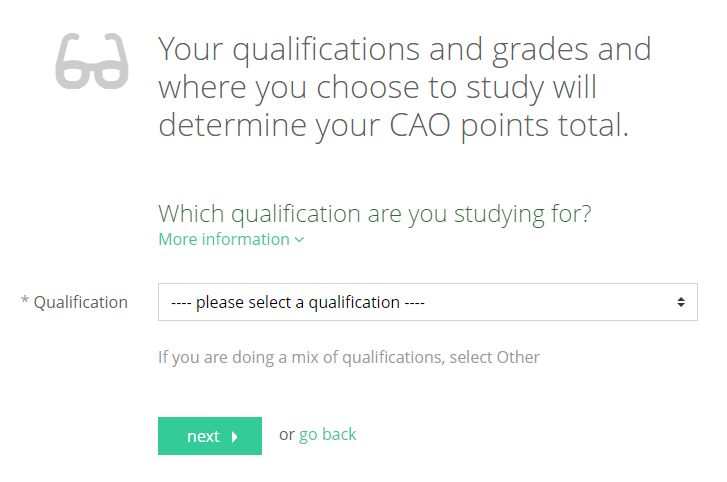 Your qualifications and grades and
where you choose to study will
determine your CAO points total.
Which qualification are you studying for?
More information
* Qualification
---- please select a qualification ----
If you are doing a mix of qualifications, select Other
next
or go back